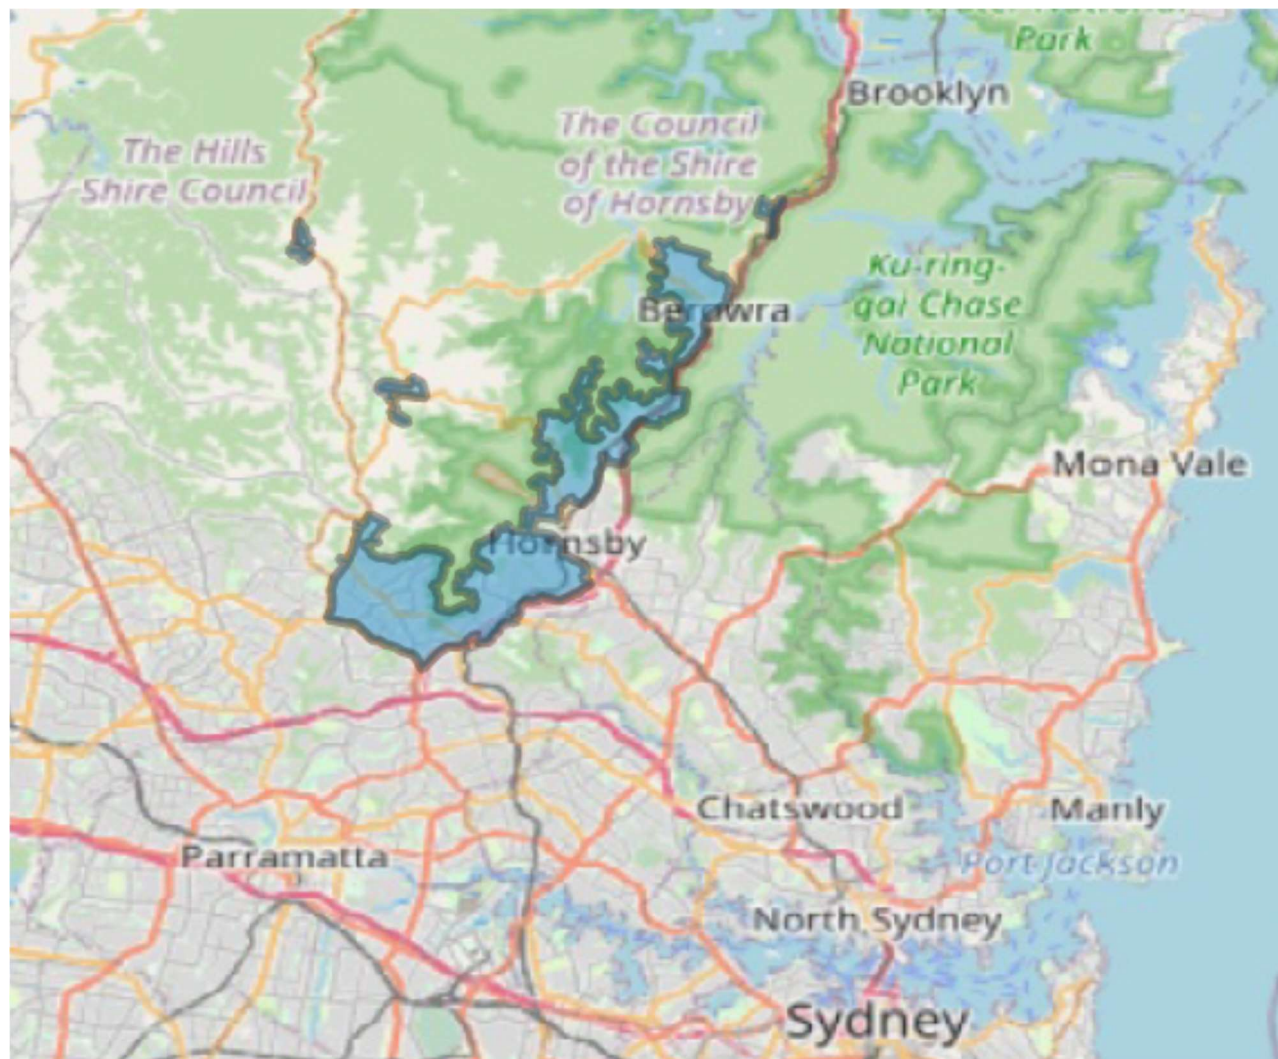 Park
Brooklyn
The Hills
Shire Council
The Council
of the Shire
of Hornsby
Ku-ring-
gai Chase
National
Park
Berowra
Mona Vale
Hornsby
Chatswood
Manly
Parramatta
Port Jackson
North Sydney
Sydney